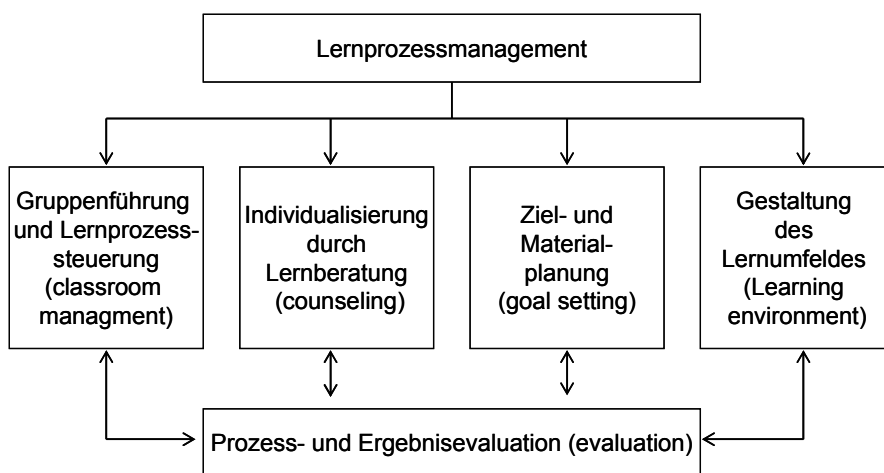 Lernprozessmanagement
Gruppenführung
und Lernprozess-
steuerung
(classroom
managment)
Individualisierung
durch
Lernberatung
(counseling)
Ziel- und
Material-
planung
(goal setting)
Gestaltung
des
Lernumfeldes
(Learning
environment)
Prozess- und Ergebnisevaluation (evaluation)